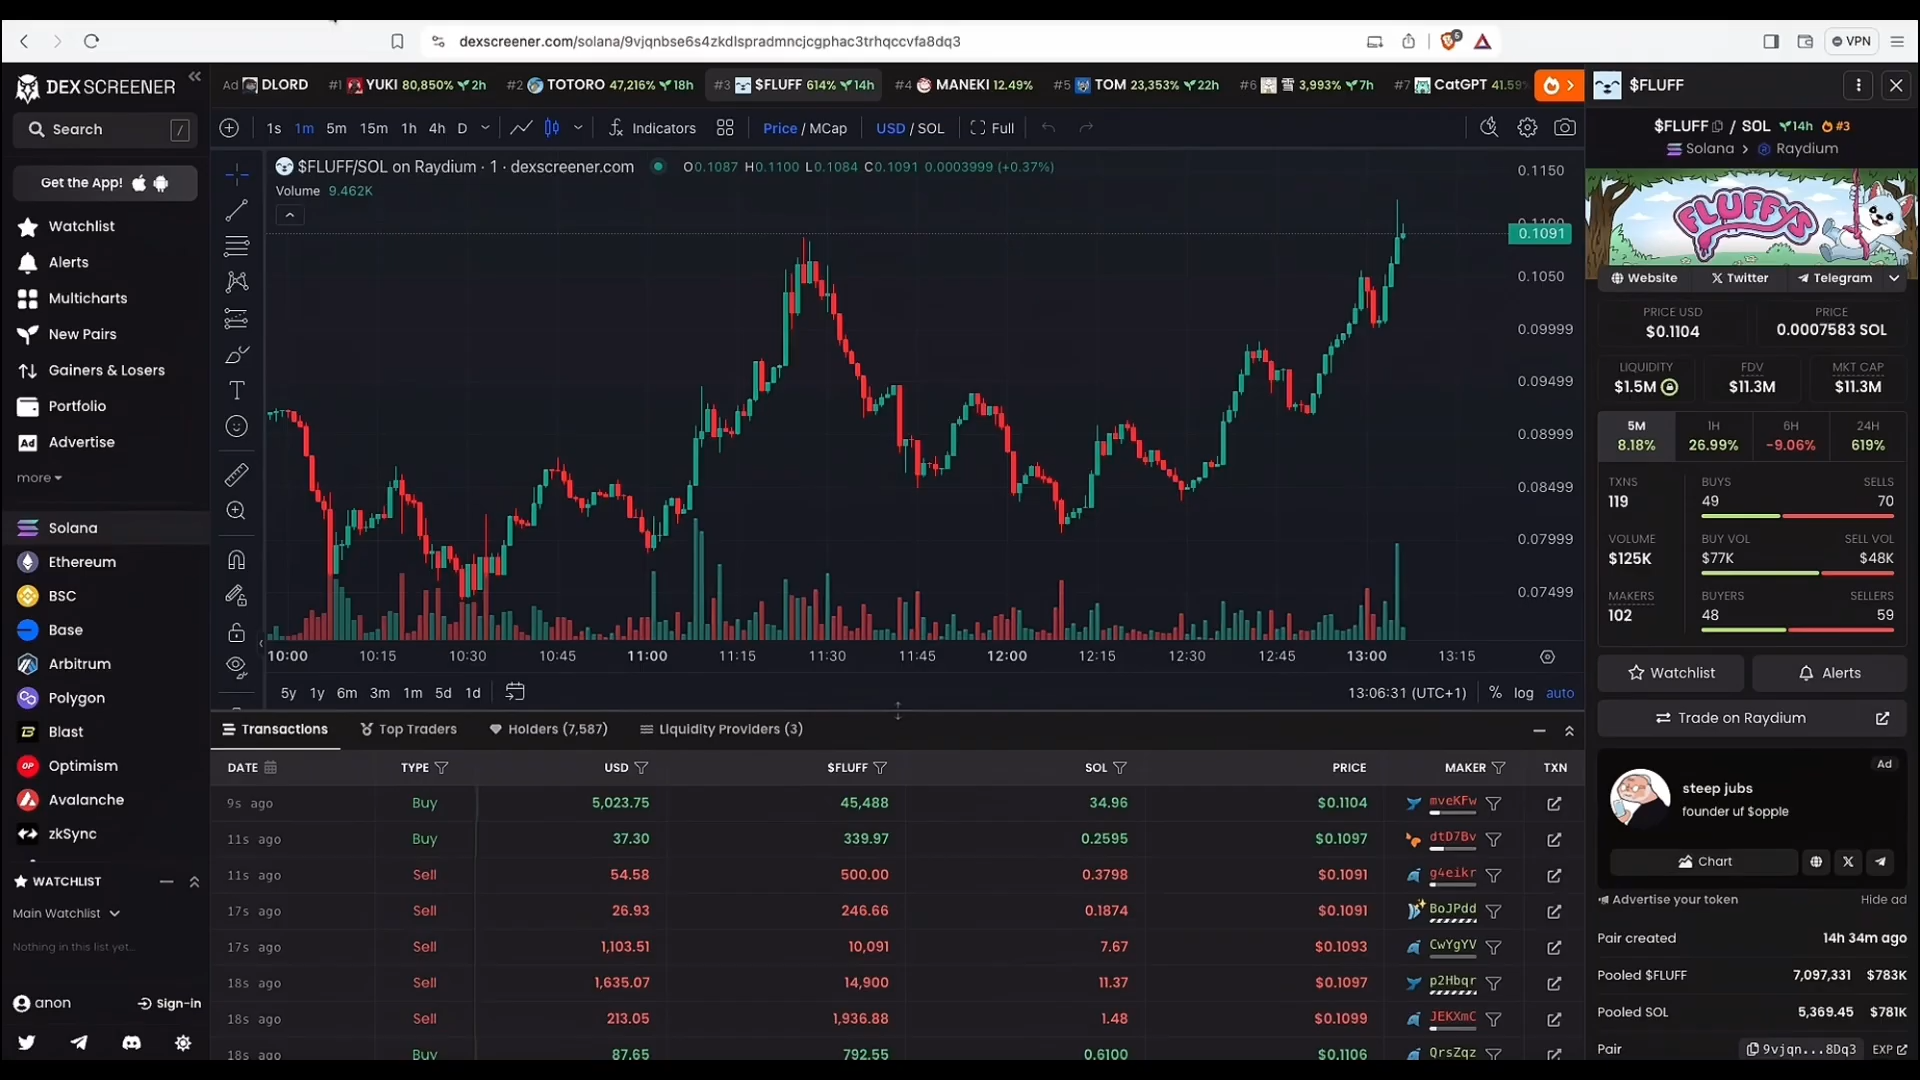 dexscreener.com/solana/9vjqnbse6s4zkdlspradmncjcgphac3trhqccvfa8dq3
VPN
DEX SCREENER
Ad DLORD #1 YUKI 80,850% 2h #2 TOTORO 47,216% 18h #3 $FLUFF 614% 14h #4 MANEKI 12.49% #5 TOM 23,353% 22h #6 雪 3,993% 7h #7 CatGPT 41.59%
$FLUFF
Search /
Get the App!
Watchlist
Alerts
Multicharts
New Pairs
Gainers & Losers
Portfolio
Ad Advertise
more
Solana
Ethereum
BSC
Base
Arbitrum
Polygon
Blast
OP Optimism
Avalanche
zkSync
WATCHLIST
Main Watchlist
Nothing in this list yet...
anon Sign-in
1s 1m 5m 15m 1h 4h D Indicators Price / MCap USD / SOL Full
$FLUFF/SOL on Raydium · 1 · dexscreener.com O0.1087 H0.1100 L0.1084 C0.1091 0.0003999 (+0.37%)
Volume 9.462K
0.1150
0.1100
0.1091
0.1050
0.09999
0.09499
0.08999
0.08499
0.07999
0.07499
10:00 10:15 10:30 10:45 11:00 11:15 11:30 11:45 12:00 12:15 12:30 12:45 13:00 13:15
5y 1y 6m 3m 1m 5d 1d 13:06:31 (UTC+1) % log auto
Transactions Top Traders Holders (7,587) Liquidity Providers (3)
DATE TYPE USD $FLUFF SOL PRICE MAKER TXN
9s ago Buy 5,023.75 45,488 34.96 $0.1104 mveKFw
11s ago Buy 37.30 339.97 0.2595 $0.1097 dtD7Bv
11s ago Sell 54.58 500.00 0.3798 $0.1091 g4eikr
17s ago Sell 26.93 246.66 0.1874 $0.1091 BoJPdd
17s ago Sell 1,103.51 10,091 7.67 $0.1093 CwYgYV
18s ago Sell 1,635.07 14,900 11.37 $0.1097 p2Hbqr
18s ago Sell 213.05 1,936.88 1.48 $0.1099 JEKXmC
18s ago Buy 87.65 792.55 0.6100 $0.1106 QrsZqz
$FLUFF / SOL 14h #3
Solana > Raydium
FLUFFYS
Website Twitter Telegram
PRICE USD PRICE
$0.1104 0.0007583 SOL
LIQUIDITY FDV MKT CAP
$1.5M $11.3M $11.3M
5M 1H 6H 24H
8.18% 26.99% -9.06% 619%
TXNS BUYS SELLS
119 49 70
VOLUME BUY VOL SELL VOL
$125K $77K $48K
MAKERS BUYERS SELLERS
102 48 59
Watchlist Alerts
Trade on Raydium
Ad
steep jubs
founder uf $opple
Chart
Advertise your token Hide ad
Pair created 14h 34m ago
Pooled $FLUFF 7,097,331 $783K
Pooled SOL 5,369.45 $781K
Pair 9vjqn...8Dq3 EXP